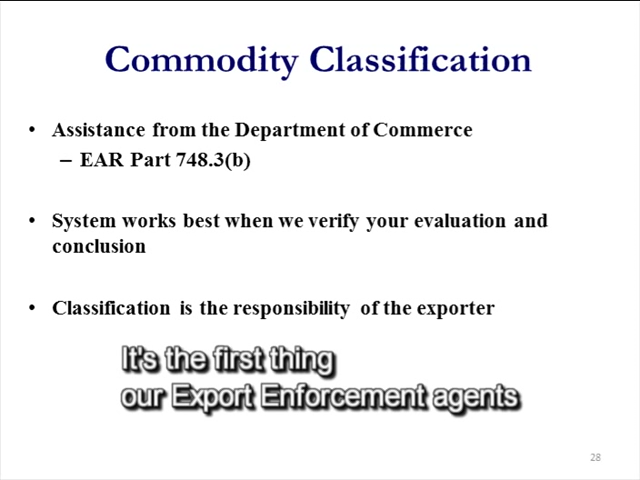 Commodity Classification
• Assistance from the Department of Commerce
– EAR Part 748.3(b)
• System works best when we verify your evaluation and
conclusion
• Classification is the responsibility of the exporter
It's the first thing
our Export Enforcement agents
28